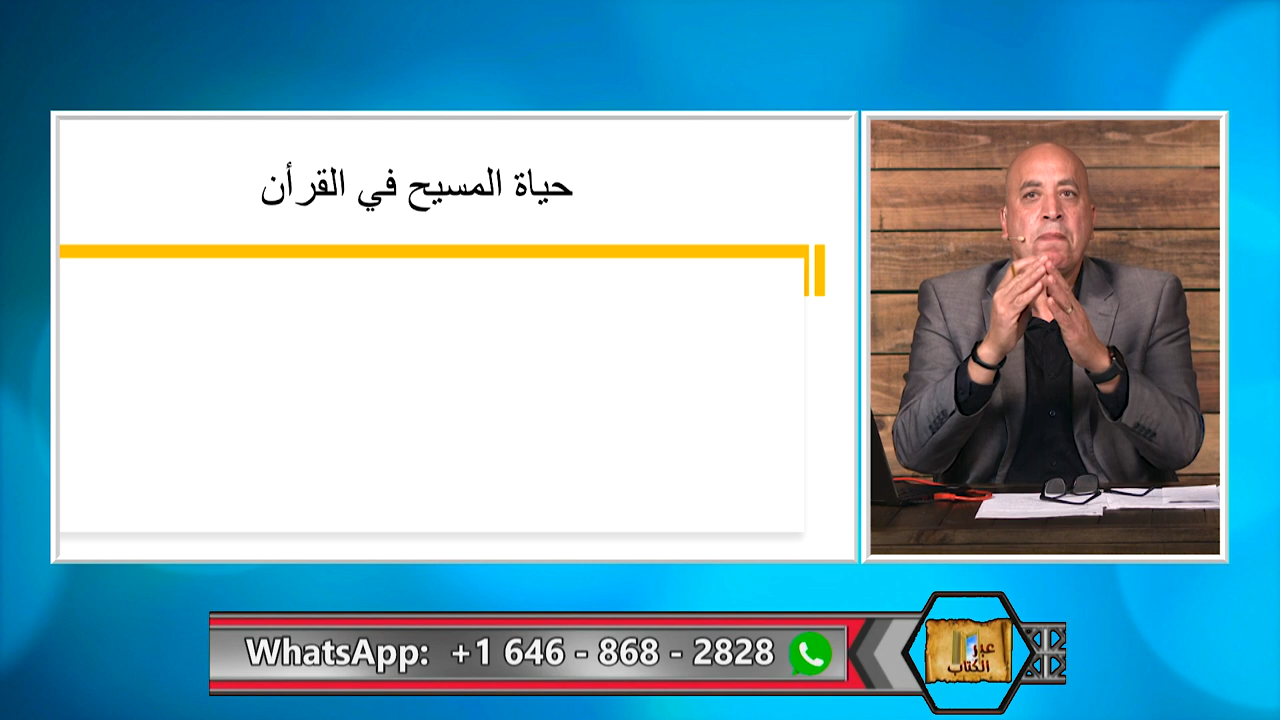 حياة المسيح في القرأن
WhatsApp: +1 646 - 868 - 2828
عبر
الكتاب